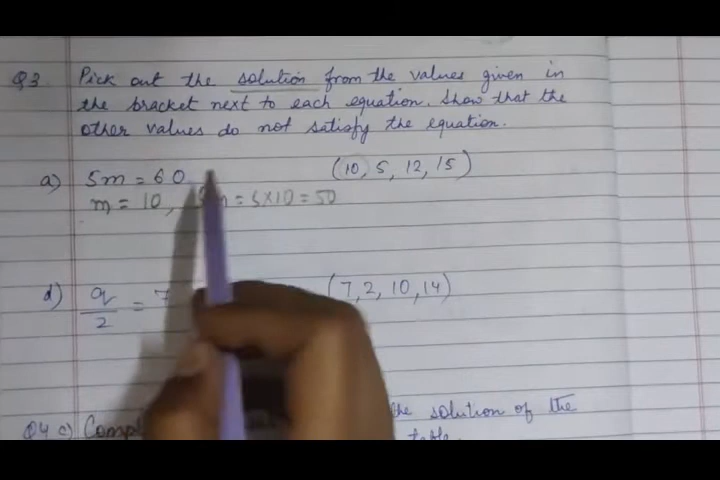 Q3 Pick out the solution from the values given in
the bracket next to each equation. Show that the
other values do not satisfy the equation.
a) 5m = 60 (10, 5, 12, 15)
m = 10, = 5×10 = 50
d) q/2 = 7 (7, 2, 10, 14)
Q4 c) the solution of the
table.